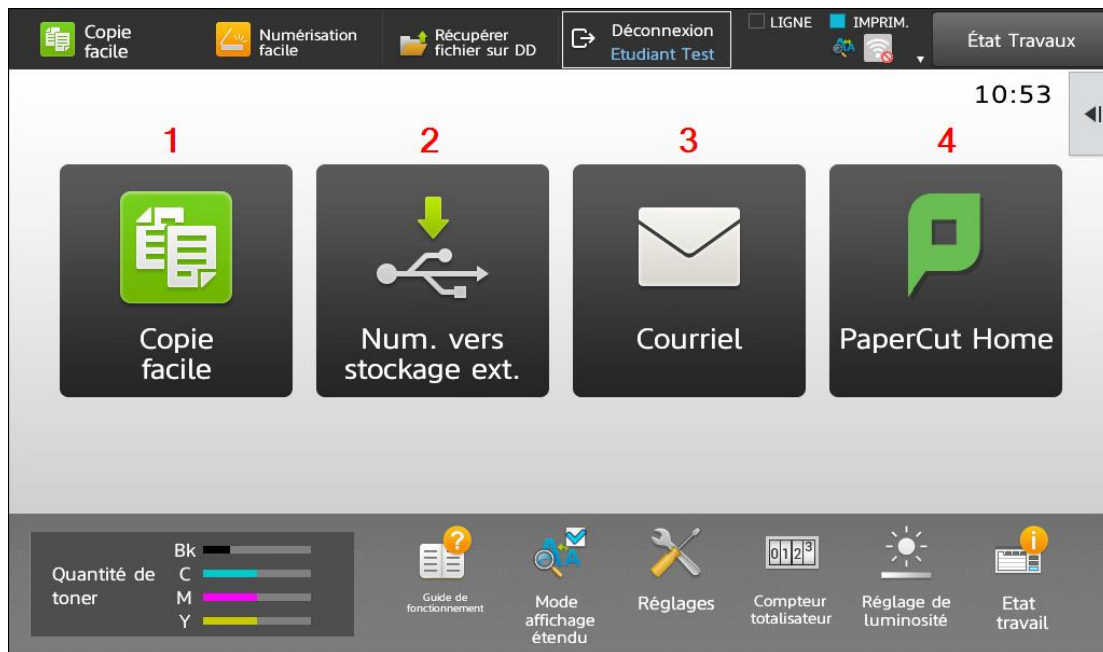 Copie
facile
Numérisation
facile
Récupérer
fichier sur DD
Déconnexion
Etudiant Test
LIGNE
IMPRIM.
État Travaux
10:53
1
2
3
4
Copie
facile
Num. vers
stockage ext.
Courriel
PaperCut Home
Quantité de
toner
Bk
C
M
Y
Guide de
fonctionnement
Mode
affichage
étendu
Réglages
0123
Compteur
totalisateur
Réglage de
luminosité
Etat
travail